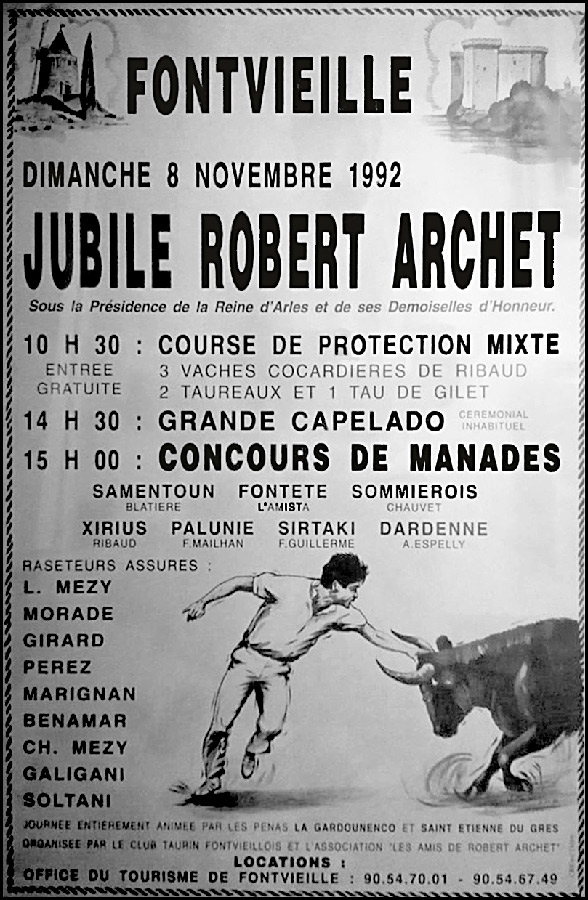 FONTVIEILLE
DIMANCHE 8 NOVEMBRE 1992
JUBILE ROBERT ARCHET
Sous la Présidence de la Reine d'Arles et de ses Demoiselles d'Honneur.
10 H 30 : COURSE DE PROTECTION MIXTE
ENTREE GRATUITE
3 VACHES COCARDIERES DE RIBAUD
2 TAUREAUX ET 1 TAU DE GILET
14 H 30 : GRANDE CAPELADO CEREMONIAL INHABITUEL
15 H 00 : CONCOURS DE MANADES
SAMENTOUN FONTETE SOMMIEROIS
BLATIERE L'AMISTA CHAUVET
XIRIUS PALUNIE SIRTAKI DARDENNE
RIBAUD F.MAILHAN F.GUILLERME A.ESPELLY
RASETEURS ASSURES :
L. MEZY
MORADE
GIRARD
PEREZ
MARIGNAN
BENAMAR
CH. MEZY
GALIGANI
SOLTANI
JOURNEE ENTIEREMENT ANIMEE PAR LES PENAS LA GARDOUNENCO ET SAINT ETIENNE DU GRES
ORGANISEE PAR LE CLUB TAURIN FONTVIEILLOIS ET L'ASSOCIATION "LES AMIS DE ROBERT ARCHET"
LOCATIONS :
OFFICE DU TOURISME DE FONTVIEILLE : 90.54.70.01 - 90.54.67.49